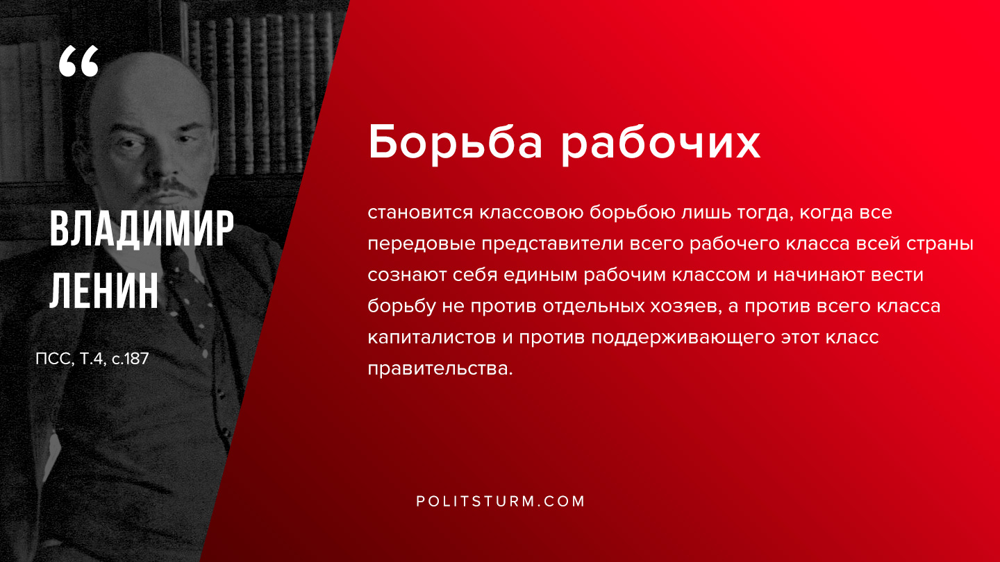 “
ВЛАДИМИР
ЛЕНИН
ПСС, Т.4, с.187
Борьба рабочих
становится классовою борьбою лишь тогда, когда все
передовые представители всего рабочего класса всей страны
сознают себя единым рабочим классом и начинают вести
борьбу не против отдельных хозяев, а против всего класса
капиталистов и против поддерживающего этот класс
правительства.
POLITSTURM.COM